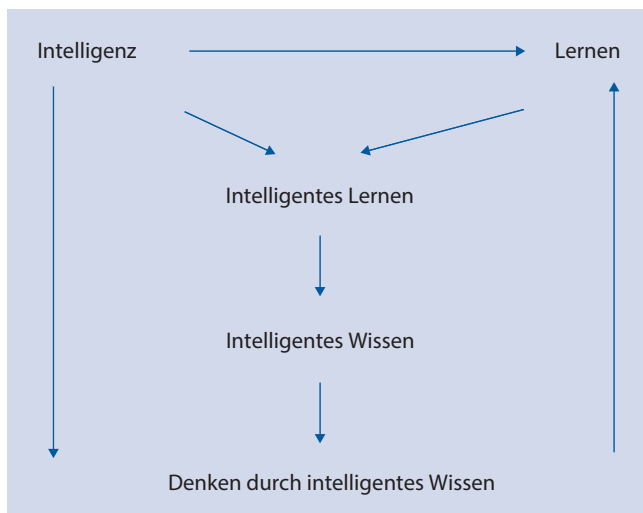 Intelligenz
Lernen
Intelligentes Lernen
Intelligentes Wissen
Denken durch intelligentes Wissen